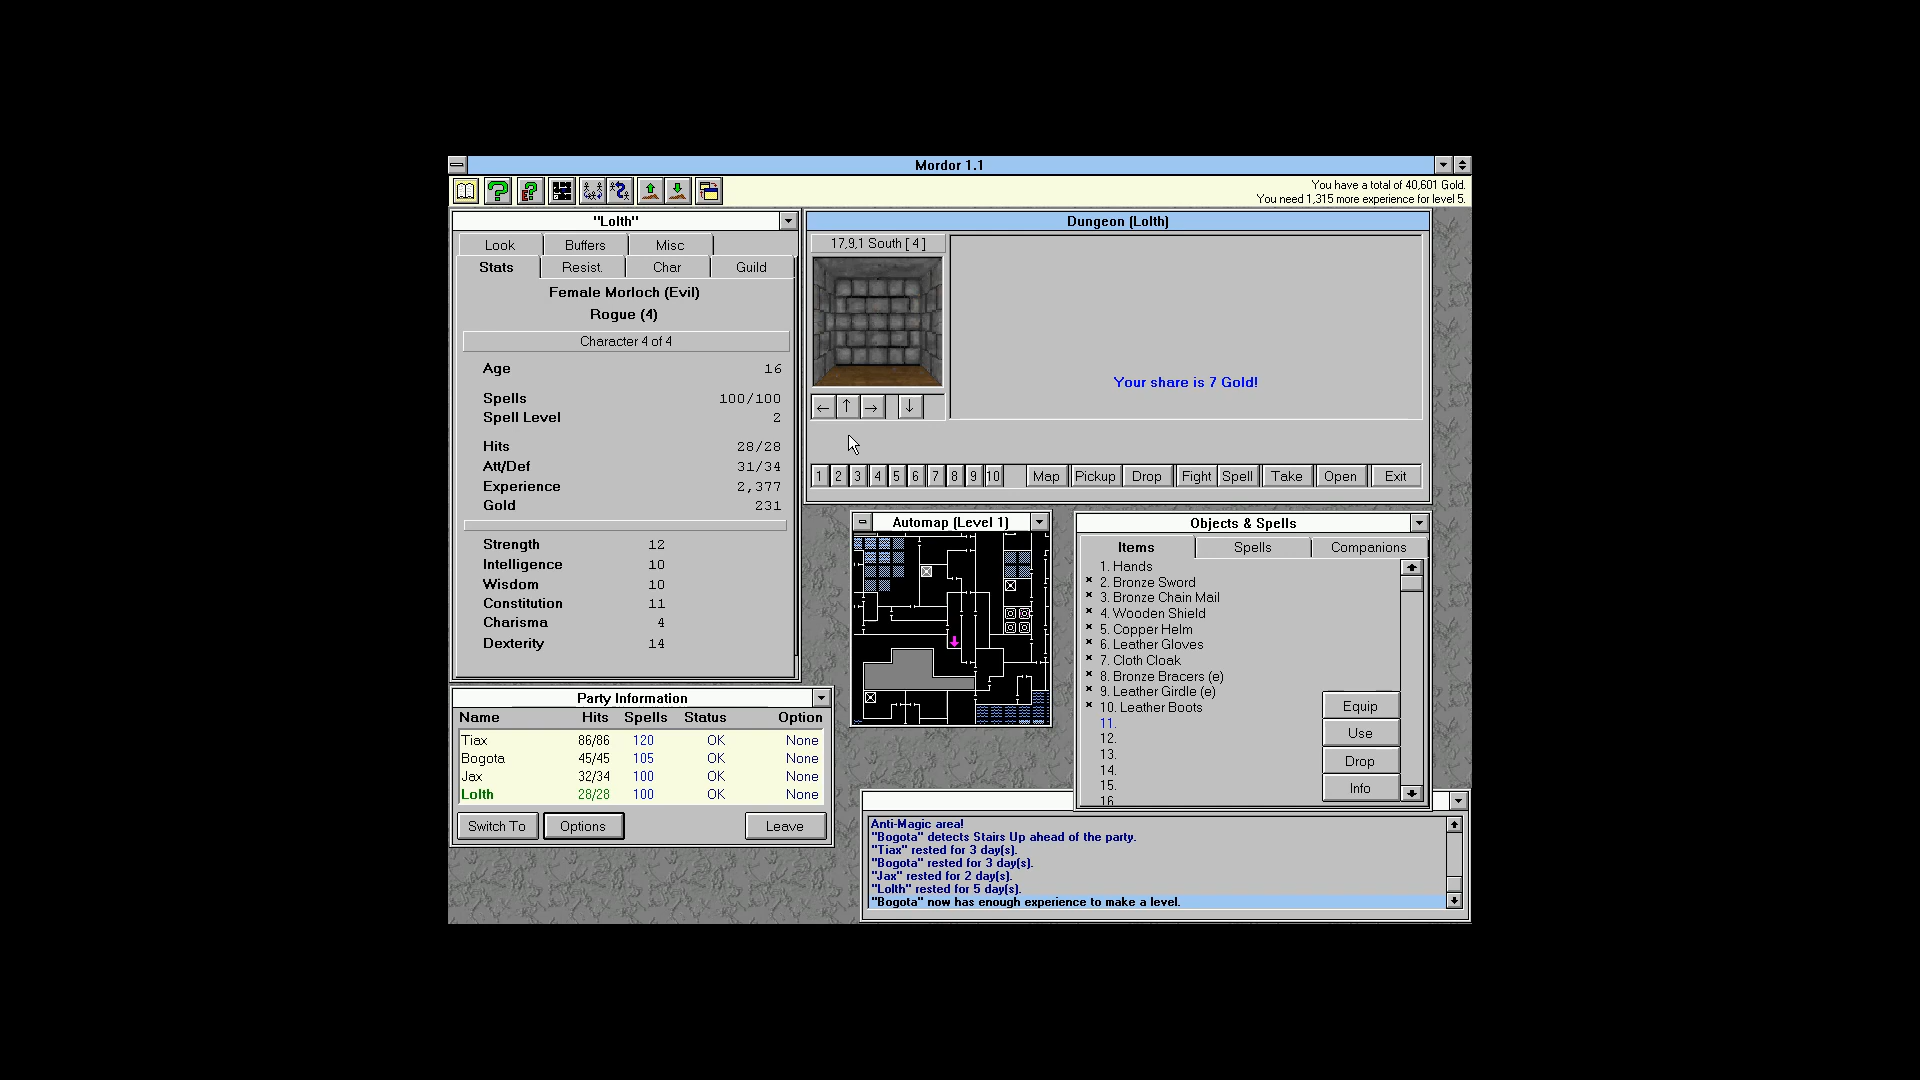 Mordor 1.1
You have a total of 40,601 Gold.
You need 1,315 more experience for level 5.
"Lolth"
Look Buffers Misc
Stats Resist. Char Guild
Female Morloch (Evil)
Rogue (4)
Character 4 of 4
Age 16
Spells 100/100
Spell Level 2
Hits 28/28
Att/Def 31/34
Experience 2,377
Gold 231
Strength 12
Intelligence 10
Wisdom 10
Constitution 11
Charisma 4
Dexterity 14
Dungeon (Lolth)
17,9,1 South [ 4 ]
Your share is 7 Gold!
1 2 3 4 5 6 7 8 9 10 Map Pickup Drop Fight Spell Take Open Exit
Automap (Level 1)
Objects & Spells
Items Spells Companions
1. Hands
2. Bronze Sword
3. Bronze Chain Mail
4. Wooden Shield
5. Copper Helm
6. Leather Gloves
7. Cloth Cloak
8. Bronze Bracers (e)
9. Leather Girdle (e)
10. Leather Boots
11.
12.
13.
14.
15.
16
Equip
Use
Drop
Info
Party Information
Name Hits Spells Status Option
Tiax 86/86 120 OK None
Bogota 45/45 105 OK None
Jax 32/34 100 OK None
Lolth 28/28 100 OK None
Switch To Options Leave
Anti-Magic area!
"Bogota" detects Stairs Up ahead of the party.
"Tiax" rested for 3 day(s).
"Bogota" rested for 3 day(s).
"Jax" rested for 2 day(s).
"Lolth" rested for 5 day(s).
"Bogota" now has enough experience to make a level.